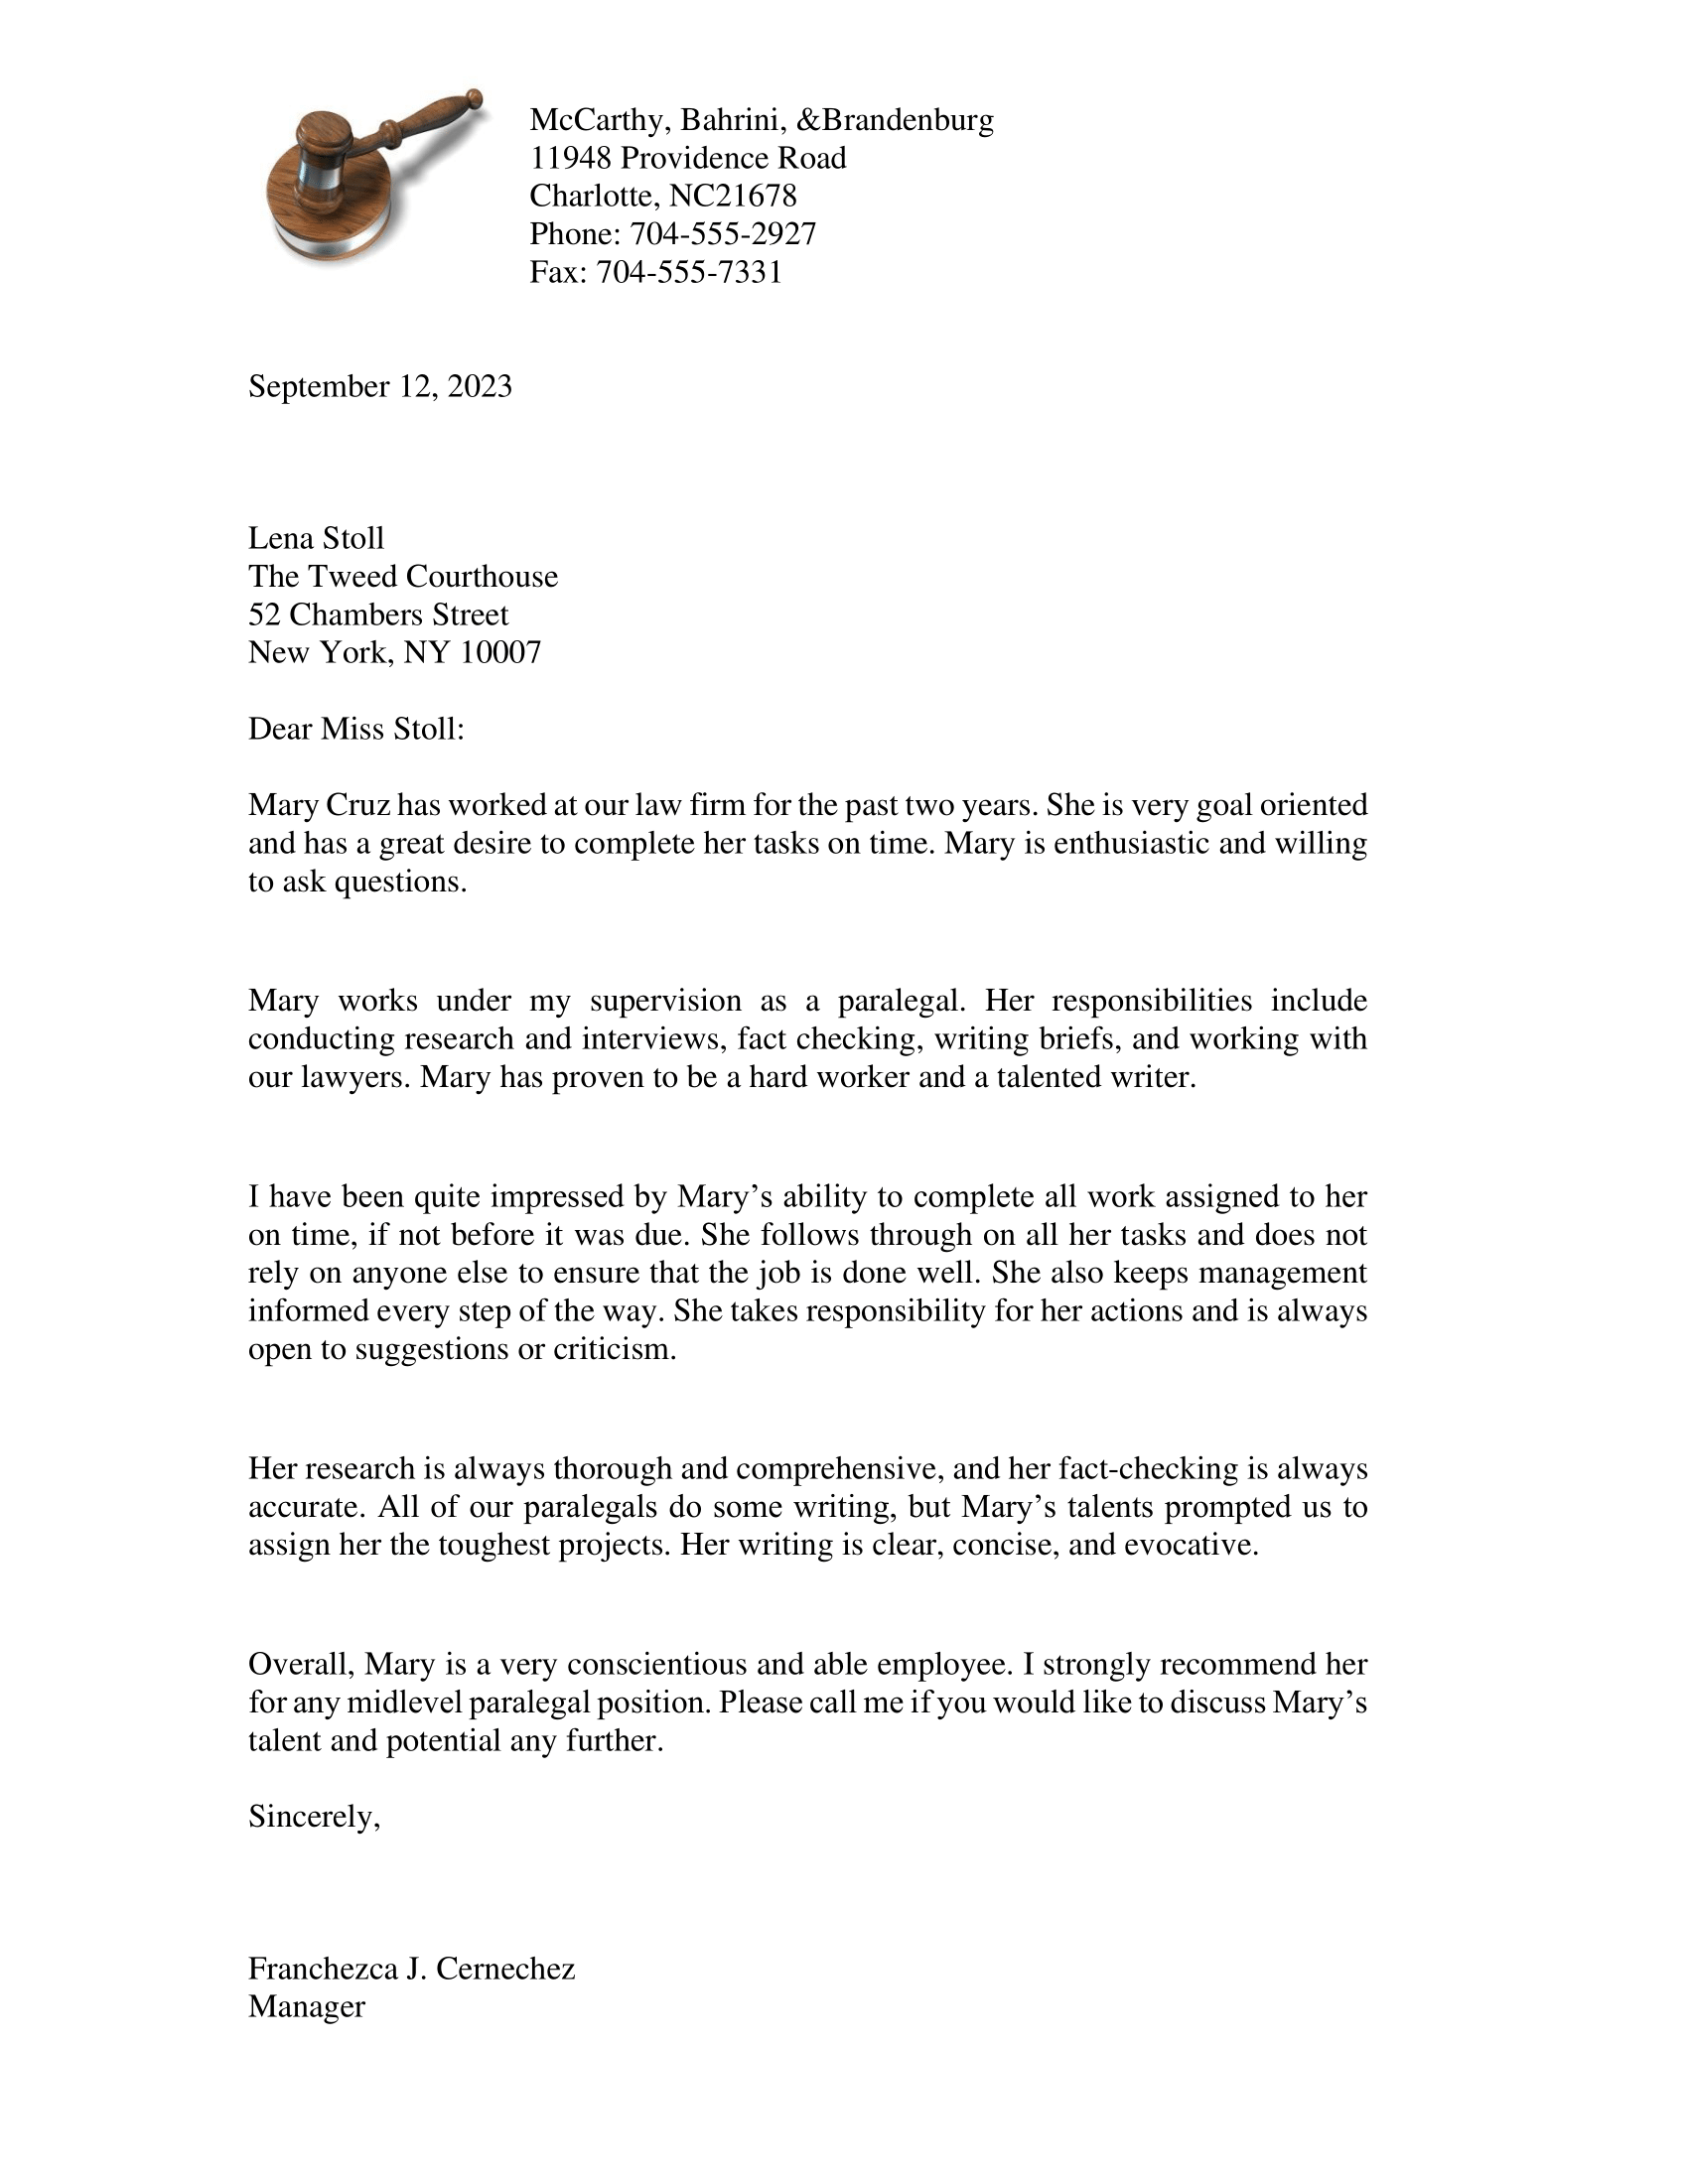 McCarthy, Bahrini, &Brandenburg
11948 Providence Road
Charlotte, NC21678
Phone: 704-555-2927
Fax: 704-555-7331
September 12, 2023
Lena Stoll
The Tweed Courthouse
52 Chambers Street
New York, NY 10007
Dear Miss Stoll:
Mary Cruz has worked at our law firm for the past two years. She is very goal oriented
and has a great desire to complete her tasks on time. Mary is enthusiastic and willing
to ask questions.
Mary works under my supervision as a paralegal. Her responsibilities include
conducting research and interviews, fact checking, writing briefs, and working with
our lawyers. Mary has proven to be a hard worker and a talented writer.
I have been quite impressed by Mary’s ability to complete all work assigned to her
on time, if not before it was due. She follows through on all her tasks and does not
rely on anyone else to ensure that the job is done well. She also keeps management
informed every step of the way. She takes responsibility for her actions and is always
open to suggestions or criticism.
Her research is always thorough and comprehensive, and her fact-checking is always
accurate. All of our paralegals do some writing, but Mary’s talents prompted us to
assign her the toughest projects. Her writing is clear, concise, and evocative.
Overall, Mary is a very conscientious and able employee. I strongly recommend her
for any midlevel paralegal position. Please call me if you would like to discuss Mary’s
talent and potential any further.
Sincerely,
Franchezca J. Cernechez
Manager